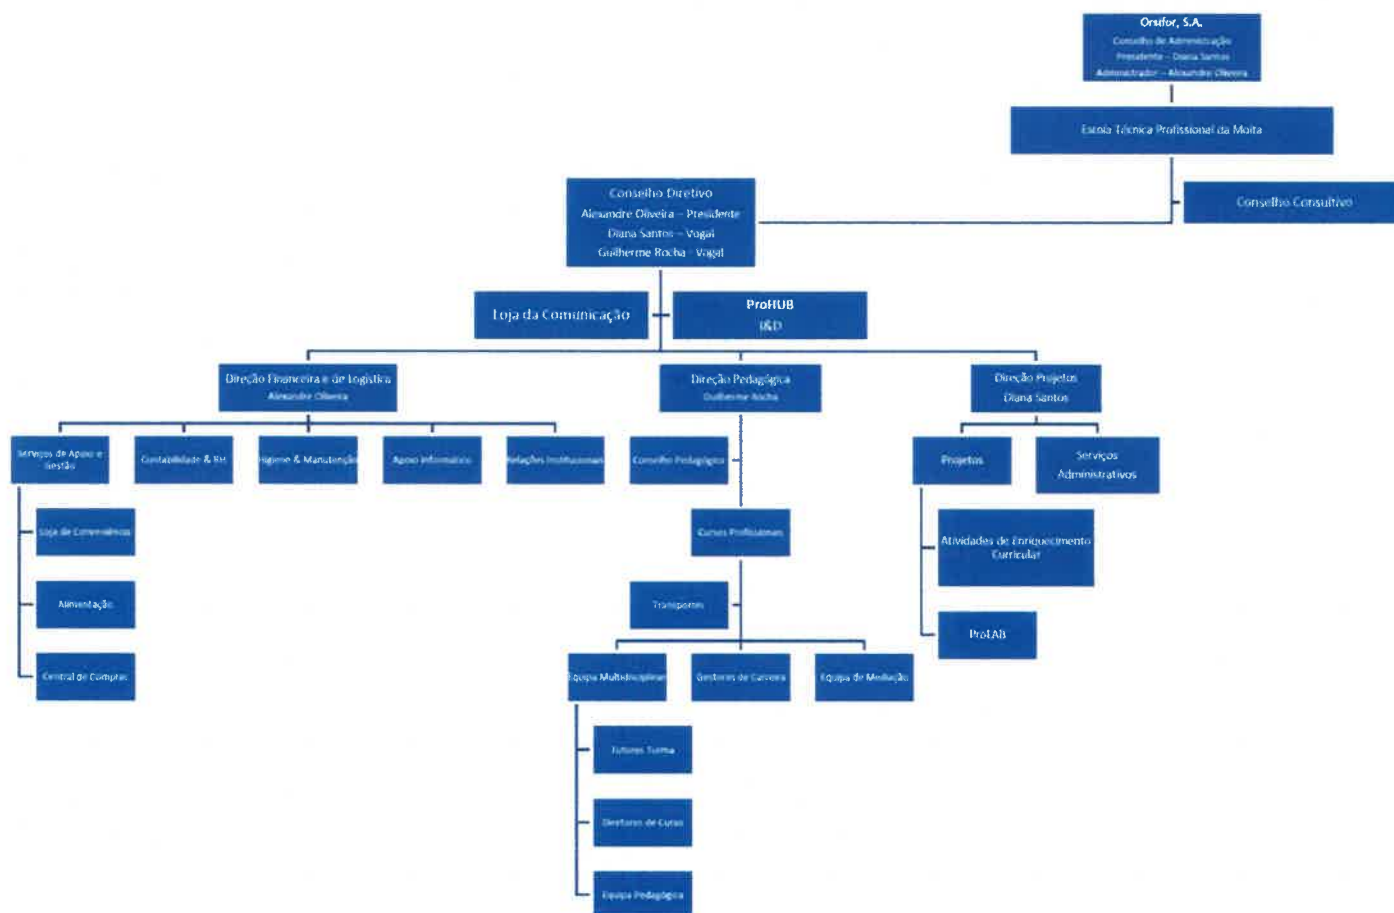 Orsifor, S.A.
Conselho de Administração
Presidente – Diana Santos
Administrador – Alexandre Oliveira
Escola Técnica Profissional da Moita
Conselho Consultivo
Conselho Diretivo
Alexandre Oliveira – Presidente
Diana Santos – Vogal
Guilherme Rocha - Vogal
Loja da Comunicação
ProHUB
I&D
Direção Financeira e de Logística
Alexandre Oliveira
Direção Pedagógica
Guilherme Rocha
Direção Projetos
Diana Santos
Serviços de Apoio e
Gestão
Contabilidade & RH
Higiene & Manutenção
Apoio Informático
Relações Institucionais
Conselho Pedagógico
Projetos
Serviços
Administrativos
Loja de Conveniência
Alimentação
Central de Compras
Cursos Profissionais
Transportes
Equipa Multidisciplinar
Gestores de Carreira
Equipa de Mediação
Tutores Turma
Diretores de Curso
Equipa Pedagógica
Atividades de Enriquecimento
Curricular
ProLAB